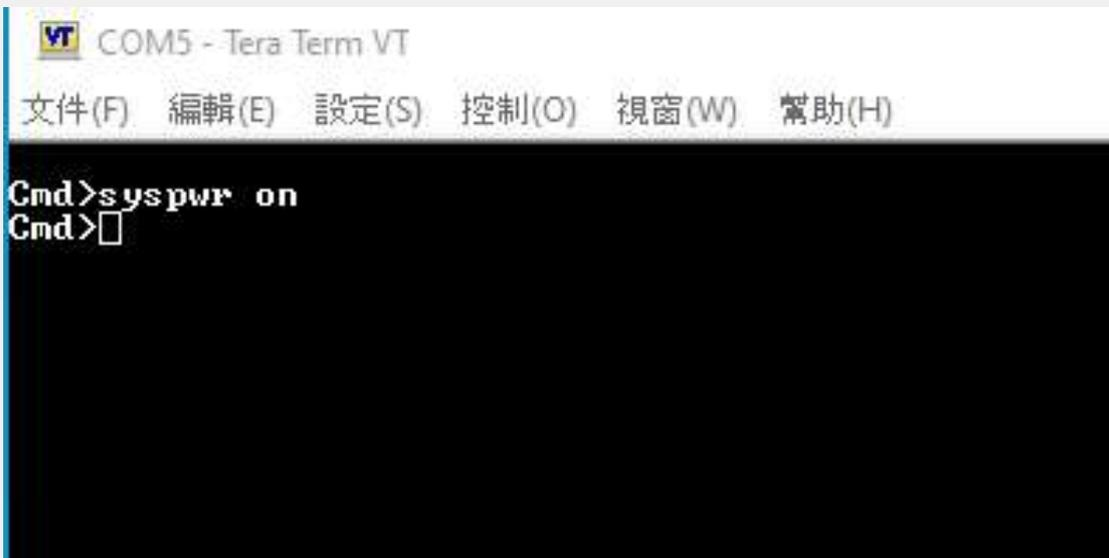 COM5 - Tera Term VT
文件(F) 編輯(E) 設定(S) 控制(O) 視窗(W) 幫助(H)
Cmd>syspwr on
Cmd>